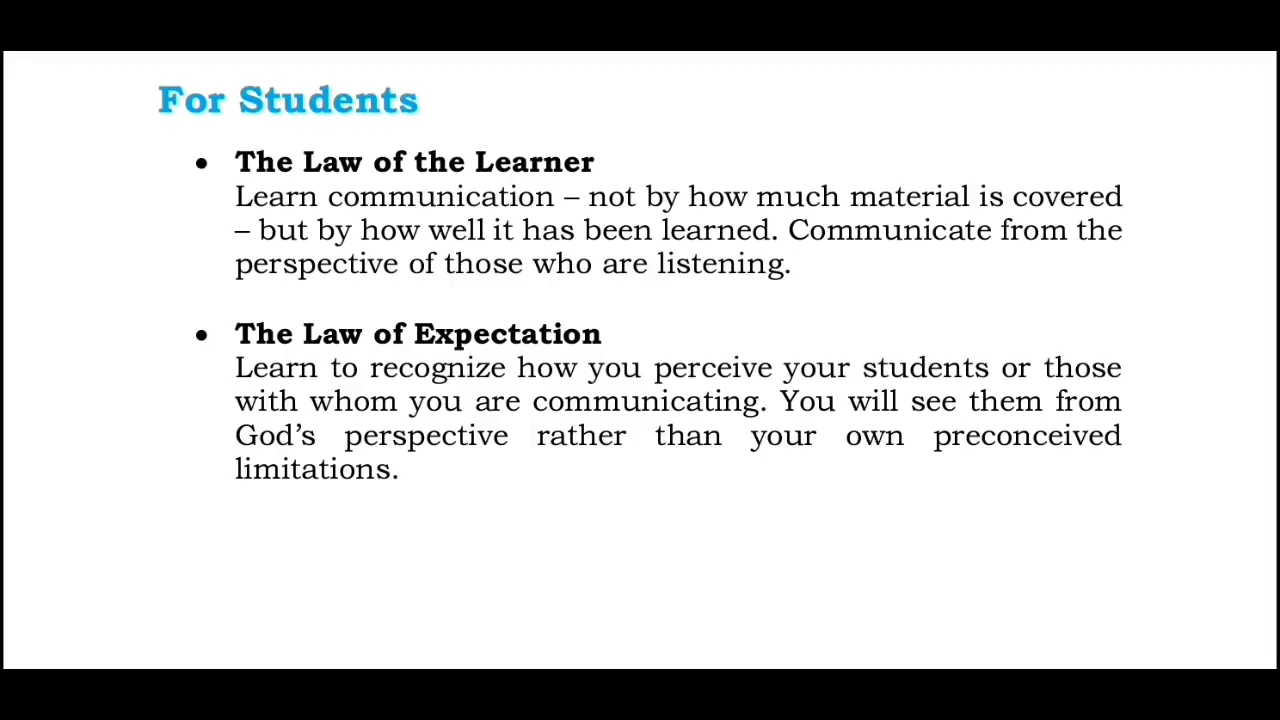 For Students
• The Law of the Learner
Learn communication – not by how much material is covered
– but by how well it has been learned. Communicate from the
perspective of those who are listening.
• The Law of Expectation
Learn to recognize how you perceive your students or those
with whom you are communicating. You will see them from
God’s perspective rather than your own preconceived
limitations.